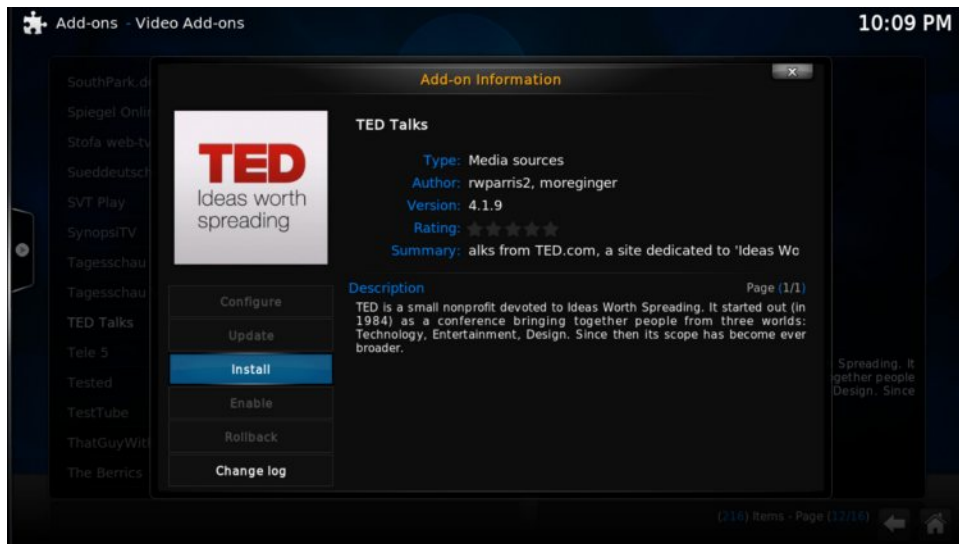 Add-ons - Video Add-ons
10:09 PM
SouthPark.d
Spiegel Onlin
Stofa web-tv
Sueddeutsch
SVT Play
SynopsiTV
Tagesschau
Tagesschau
TED Talks
Tele 5
Tested
TestTube
ThatGuyWit
The Berrics
Add-on Information
x
TED
Ideas worth
spreading
TED Talks
Type: Media sources
Author: rwparris2, moreginger
Version: 4.1.9
Rating:
Summary: alks from TED.com, a site dedicated to 'Ideas Wo
Configure
Update
Install
Enable
Rollback
Change log
Description
Page (1/1)
TED is a small nonprofit devoted to Ideas Worth Spreading. It started out (in
1984) as a conference bringing together people from three worlds:
Technology, Entertainment, Design. Since then its scope has become ever
broader.
Spreading. It
gether people
Design. Since
(216) Items - Page (12/16)